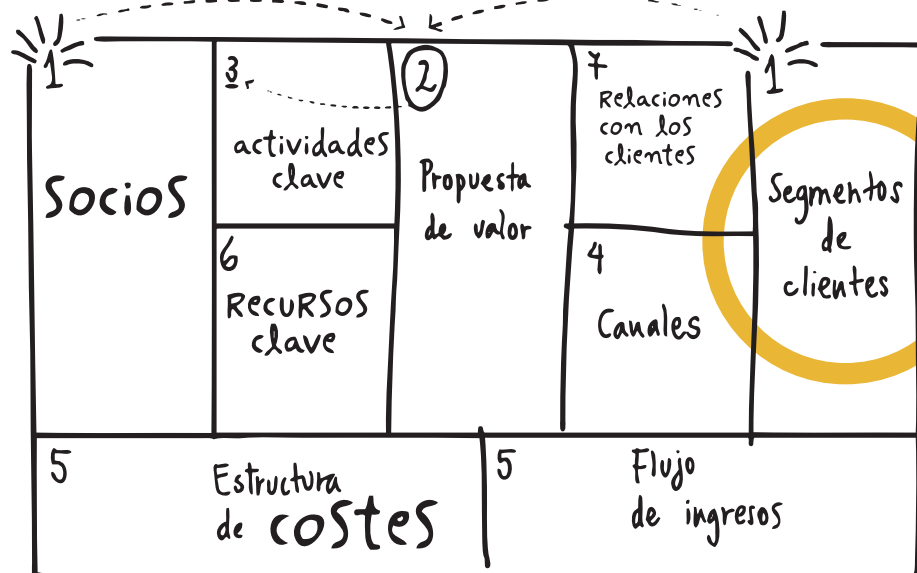 1
Socios
3
actividades
clave
6
Recursos
clave
2
Propuesta
de valor
7
Relaciones
con los
clientes
4
Canales
1
Segmentos
de
clientes
5
Estructura
de costes
5
Flujo
de ingresos